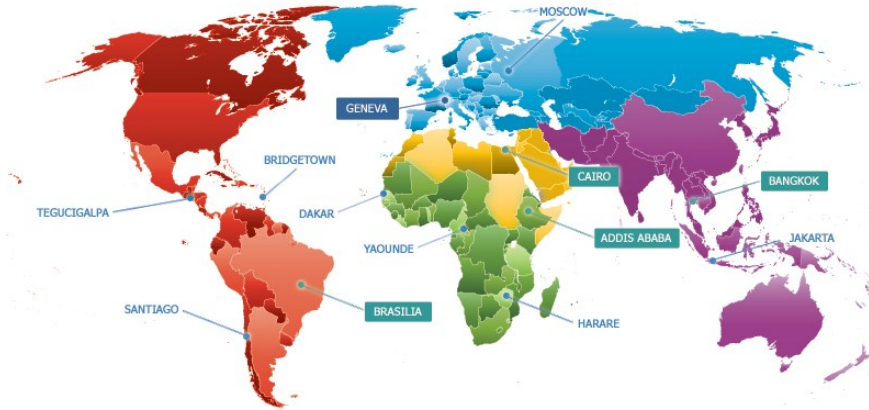 MOSCOW
GENEVA
BRIDGETOWN
CAIRO
BANGKOK
TEGUCIGALPA
DAKAR
YAOUNDE
ADDIS ABABA
JAKARTA
SANTIAGO
BRASILIA
HARARE